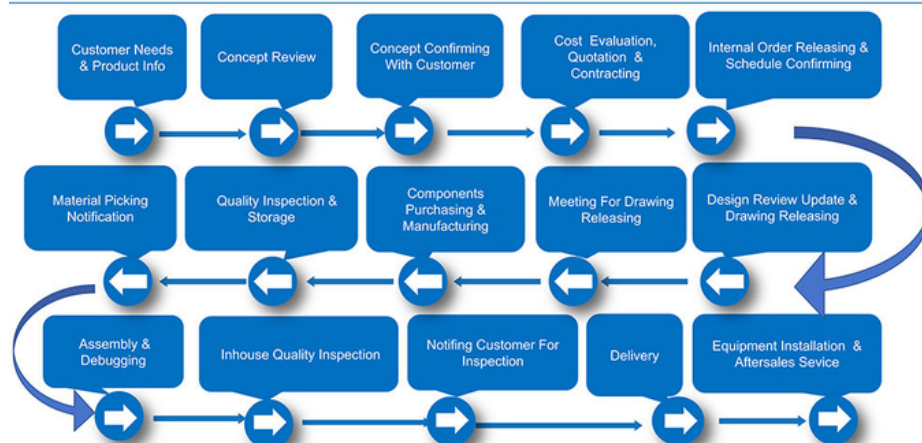 Customer Needs
& Product Info
Concept Review
Concept Confirming
With Customer
Cost Evaluation,
Quotation &
Contracting
Internal Order Releasing &
Schedule Confirming
Material Picking
Notification
Quality Inspection &
Storage
Components
Purchasing &
Manufacturing
Meeting For Drawing
Releasing
Design Review Update &
Drawing Releasing
Assembly &
Debugging
Inhouse Quality Inspection
Notifing Customer For
Inspection
Delivery
Equipment Installation &
Aftersales Sevice